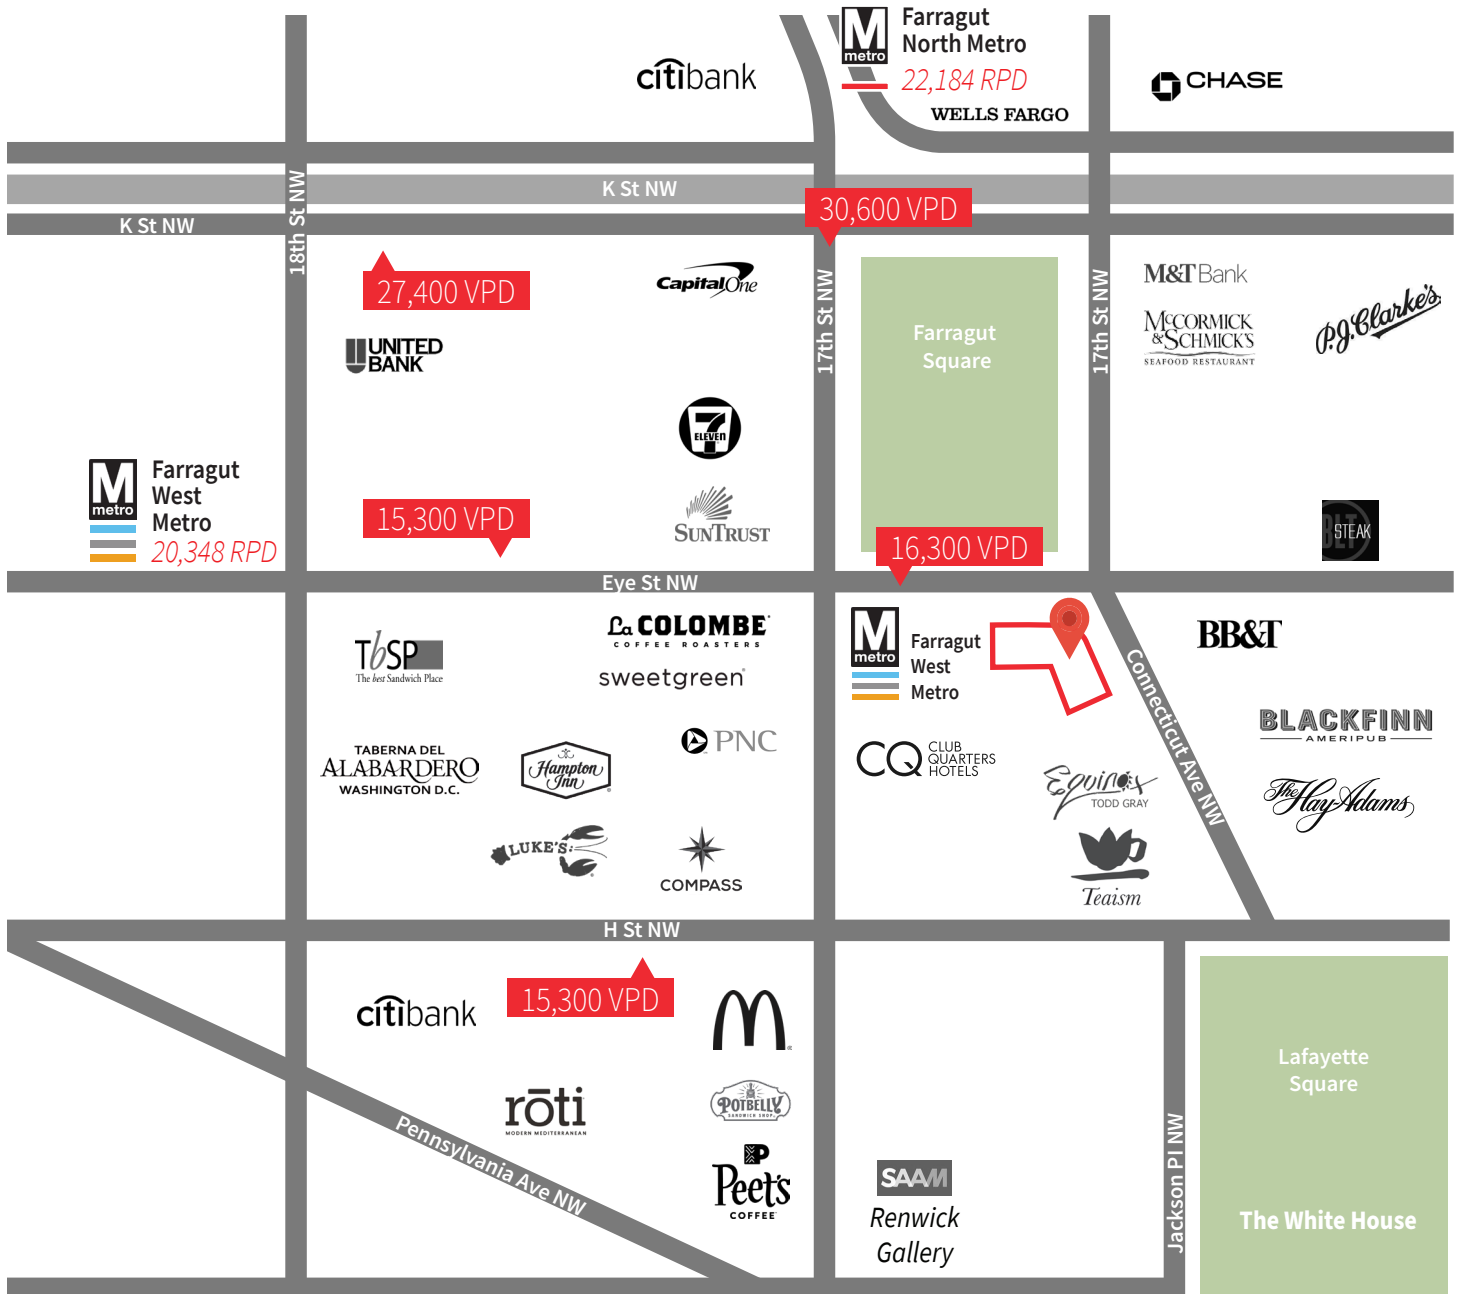 Farragut
North Metro
22,184 RPD
M
metro
WELLS FARGO
citibank
CHASE
K St NW
K St NW
18th St NW
30,600 VPD
27,400 VPD
UNITED
BANK
Capital One
7
ELEVEN
SUNTRUST
17th St NW
Farragut
Square
17th St NW
M&T Bank
McCORMICK
& SCHMICK'S
SEAFOOD RESTAURANT
P.J. Clarke's
BLT
STEAK
M
metro
Farragut
West
Metro
20,348 RPD
15,300 VPD
16,300 VPD
Eye St NW
TbSP
The best Sandwich Place
La COLOMBE
COFFEE ROASTERS
sweetgreen
PNC
TABERNA DEL
ALABARDERO
WASHINGTON D.C.
Hampton
Inn
LUKE'S
COMPASS
M
metro
Farragut
West
Metro
CQ
CLUB
QUARTERS
HOTELS
Equinox
TODD GRAY
Teaism
Connecticut Ave NW
BB&T
BLACKFINN
AMERIPUB
The Hay-Adams
H St NW
15,300 VPD
citibank
rōti
MODERN MEDITERRANEAN
POTBELLY
SANDWICH SHOP
Peet's
COFFEE
Pennsylvania Ave NW
SAAM
Renwick
Gallery
Jackson Pl NW
Lafayette
Square
The White House